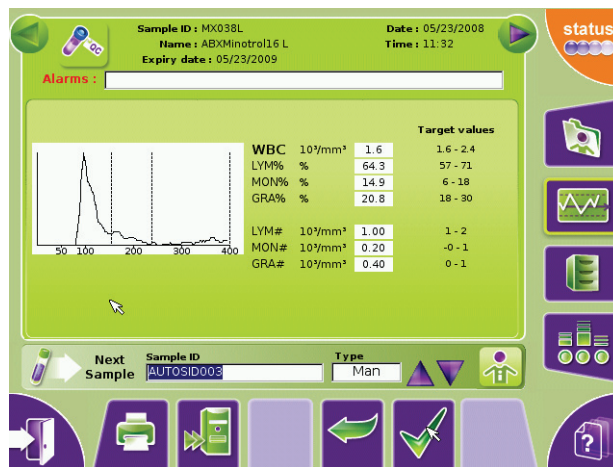 Sample ID : MX038L
Date : 05/23/2008
status
Name : ABXMinotrol16 L
Time : 11:32
QC
Expiry date : 05/23/2009
Alarms :
Target values
WBC 10³/mm³ 1.6 1.6 - 2.4
LYM% % 64.3 57 - 71
MON% % 14.9 6 - 18
GRA% % 20.8 18 - 30
LYM# 10³/mm³ 1.00 1 - 2
MON# 10³/mm³ 0.20 -0 - 1
GRA# 10³/mm³ 0.40 0 - 1
50 100 200 300 400
Next Sample
Sample ID
Type
AUTOSID003
Man
?